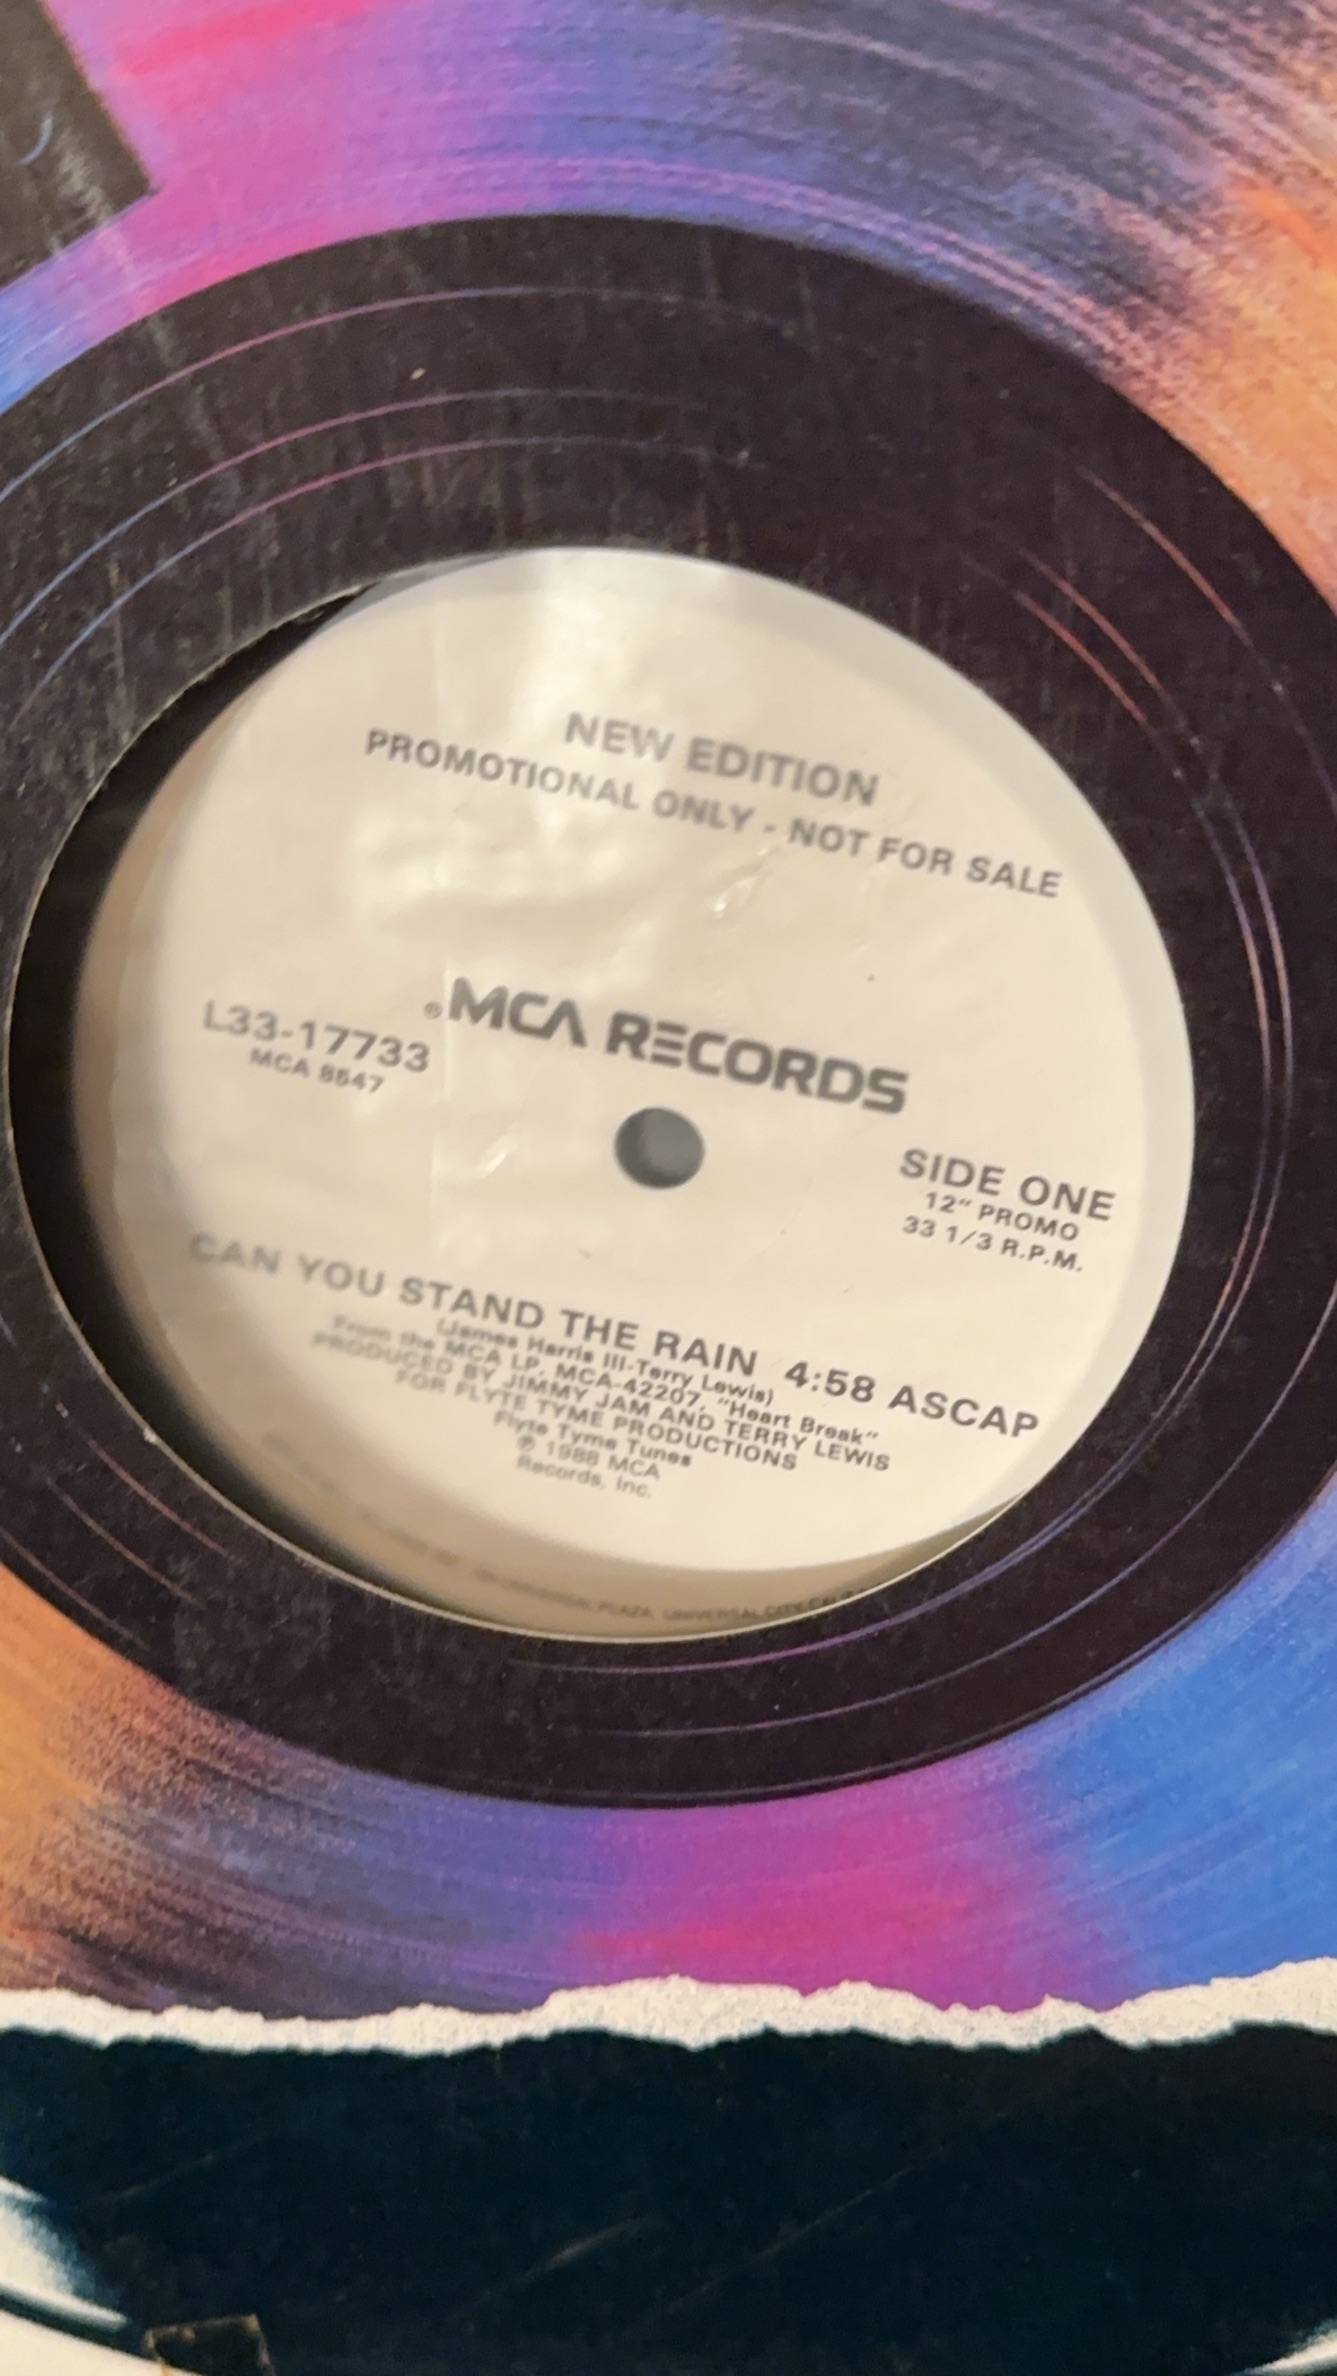 NEW EDITION
PROMOTIONAL ONLY - NOT FOR SALE
® MCA RECORDS
L33-17733
MCA 8547
SIDE ONE
12" PROMO
33 1/3 R.P.M.
CAN YOU STAND THE RAIN 4:58 ASCAP
(James Harris III-Terry Lewis)
From the MCA LP, MCA-42207, "Heart Break"
PRODUCED BY JIMMY JAM AND TERRY LEWIS
FOR FLYTE TYME PRODUCTIONS
Flyte Tyme Tunes
℗ 1988 MCA
Records, Inc.
PLAZA, UNIVERSAL CITY